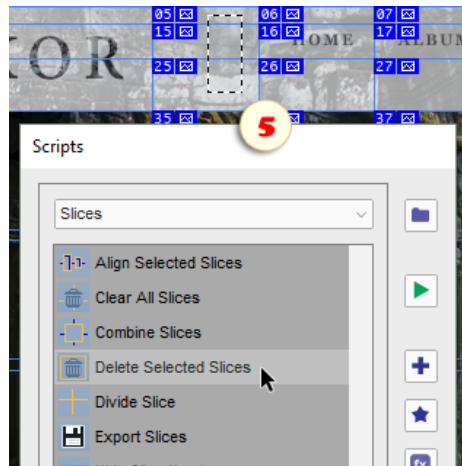 05 06 07
15 16 17
KOR HOME ALBUM
25 26 27
35 37
5
Scripts
Slices
Align Selected Slices
Clear All Slices
Combine Slices
Delete Selected Slices
Divide Slice
Export Slices
fx